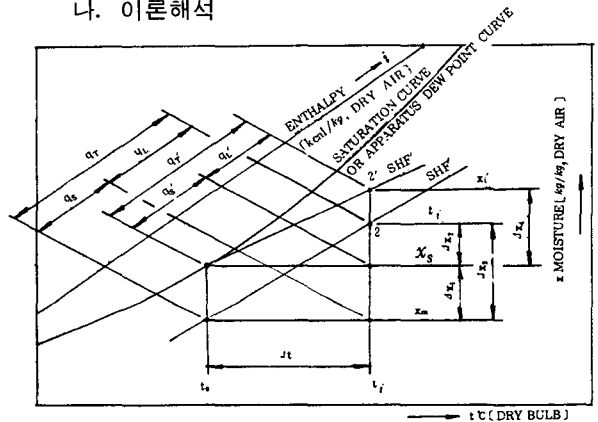 나. 이론해석
ENTHALPY
[kcal/kg, DRY AIR]
i
SATURATION CURVE
OR APPARATUS DEW POINT CURVE
q_T
q_L
q_S
q_T'
q_L'
q_S'
2' SHF'
SHF'
x_i'
t_i
2
x_s
x_m
Δx_2
Δx_1
Δx_3
Δx_4
Δt
t_s
t_i
x MOISTURE [kg/kg, DRY AIR]
t℃ [DRY BULB]